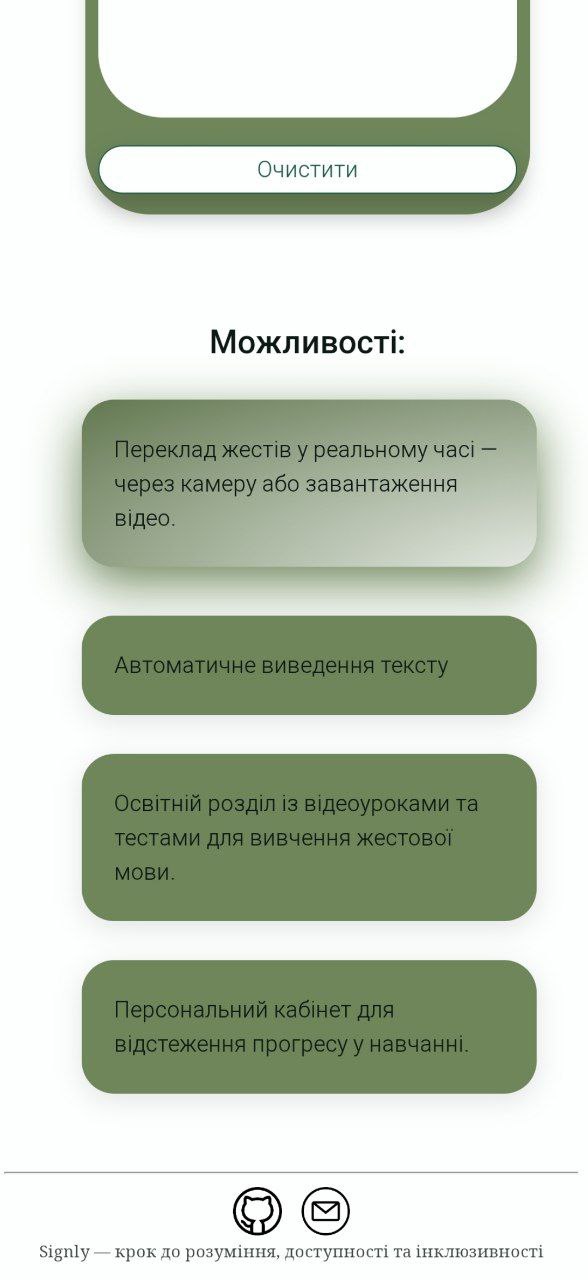 Очистити
Можливості:
Переклад жестів у реальному часі —
через камеру або завантаження
відео.
Автоматичне виведення тексту
Освітній розділ із відеоуроками та
тестами для вивчення жестової
мови.
Персональний кабінет для
відстеження прогресу у навчанні.
Signly — крок до розуміння, доступності та інклюзивності